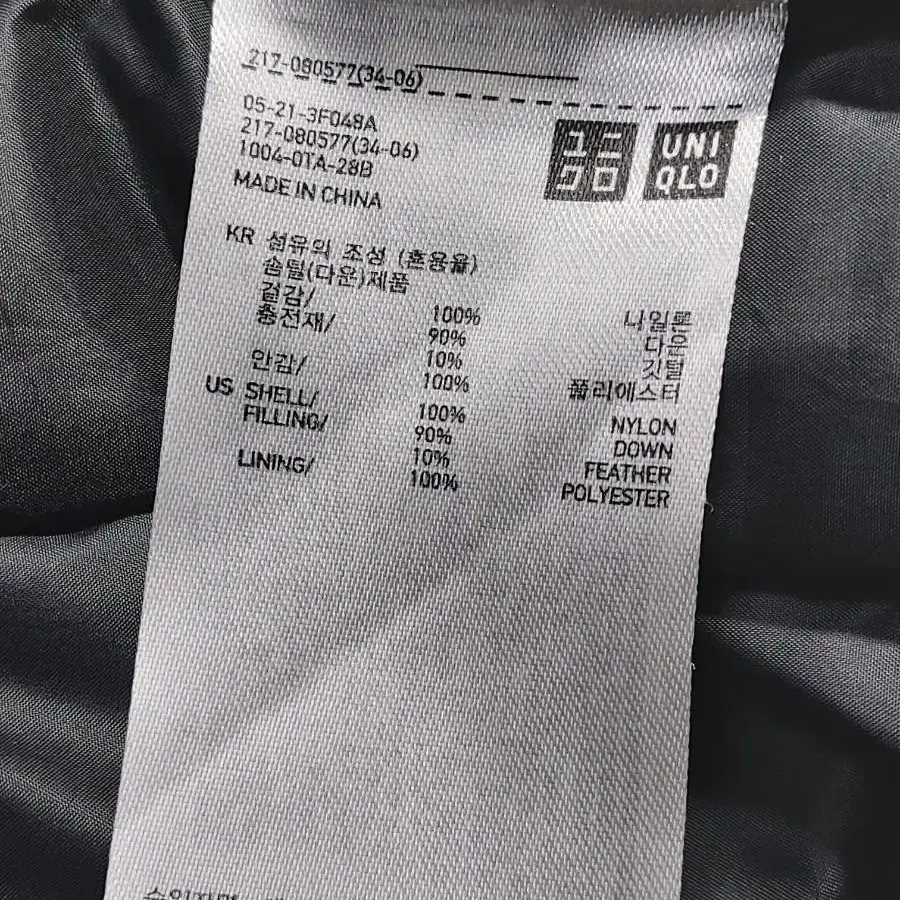 217-080577(34-06)
05-21-3F048A
217-080577(34-06)
1004-0TA-28B
MADE IN CHINA
ユニ
クロ
UNI
QLO
KR 섬유의 조성 (혼용율)
솜털(다운)제품
겉감/ 100% 나일론
충전재/ 90% 다운
10% 깃털
안감/ 100% 폴리에스터
US SHELL/ 100% NYLON
FILLING/ 90% DOWN
10% FEATHER
LINING/ 100% POLYESTER